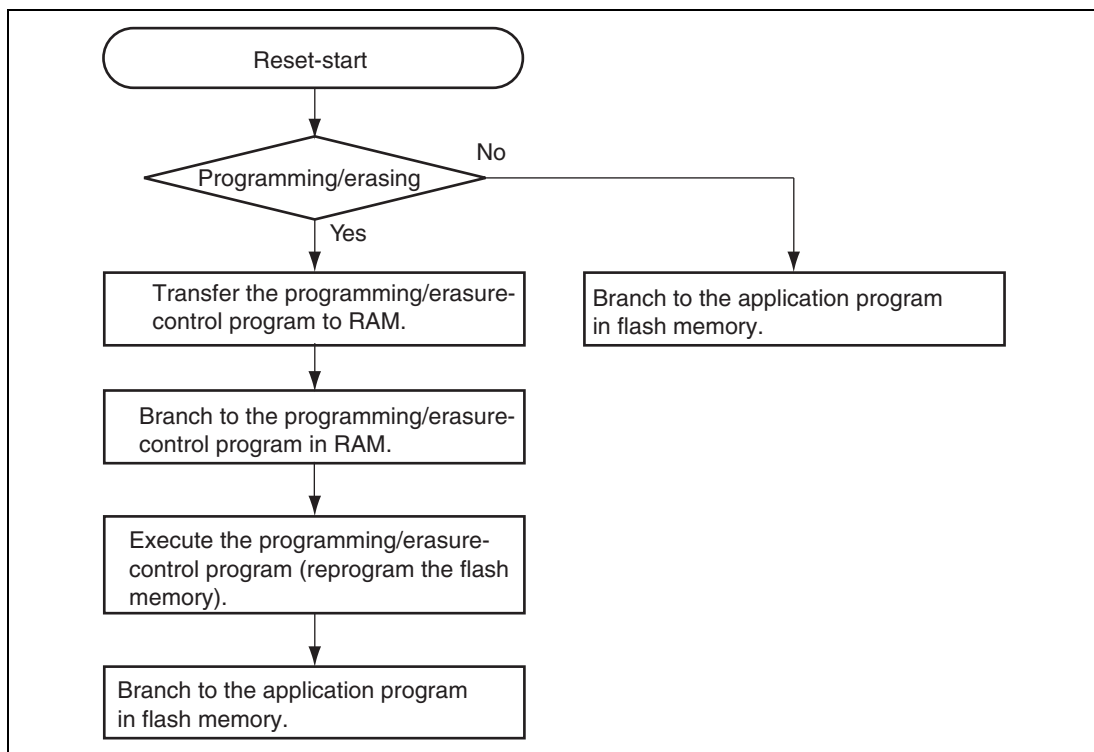 Reset-start
Programming/erasing
No
Yes
Transfer the programming/erasure-
control program to RAM.
Branch to the application program
in flash memory.
Branch to the programming/erasure-
control program in RAM.
Execute the programming/erasure-
control program (reprogram the flash
memory).
Branch to the application program
in flash memory.